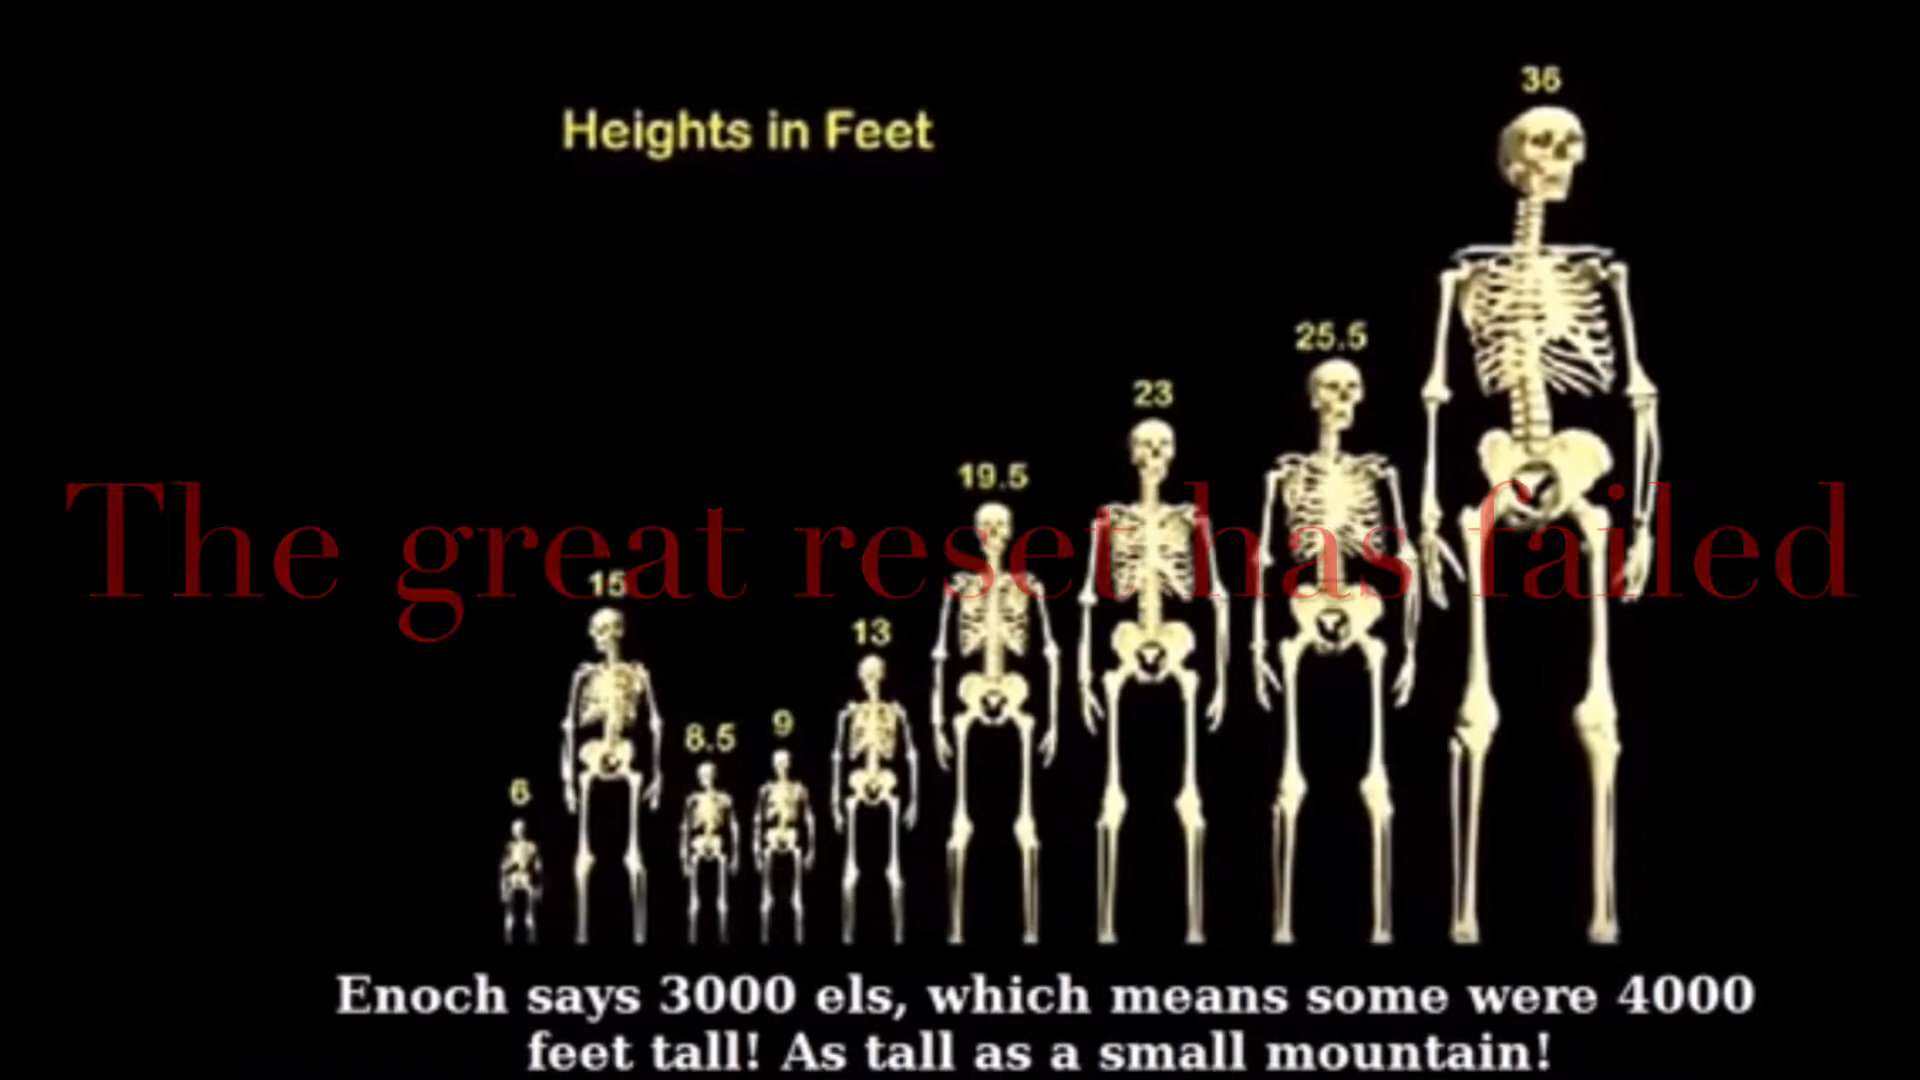 36
Heights in Feet
25.5
23
19.5
The great reset has failed
15
13
9
8.5
6
Enoch says 3000 els, which means some were 4000
feet tall! As tall as a small mountain!